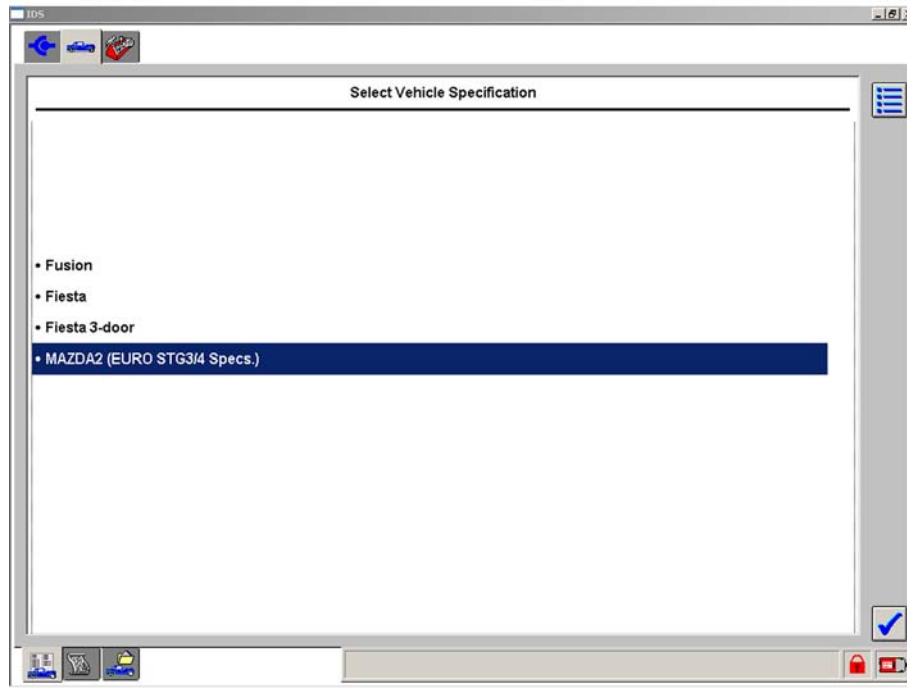 IDS
Select Vehicle Specification
• Fusion
• Fiesta
• Fiesta 3-door
• MAZDA2 (EURO STG3/4 Specs.)